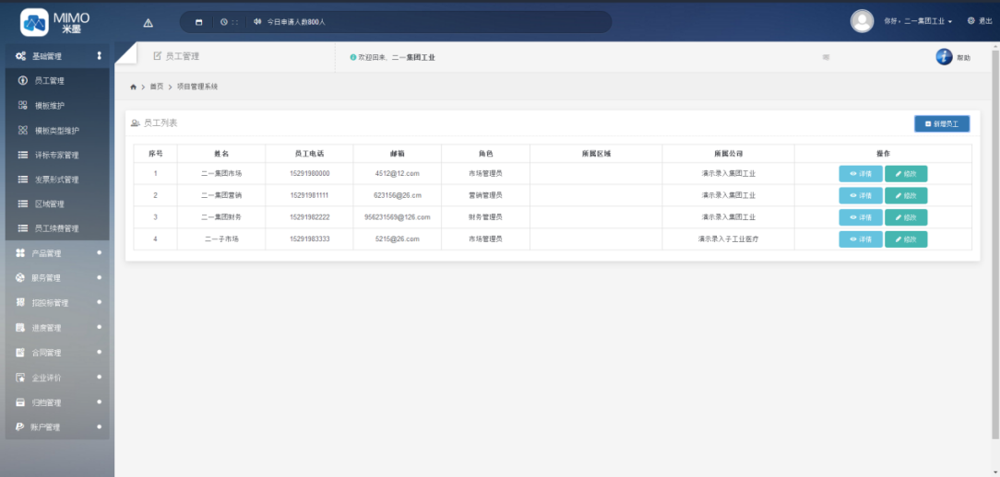 MIMO
米墨
今日申请人数800人
你好，二一集团工业
退出
基础管理
员工管理
模板维护
模板类型维护
评标专家管理
发票形式管理
区域管理
员工续费管理
产品管理
服务管理
招投标管理
进度管理
合同管理
企业评价
归档管理
账户管理
员工管理
欢迎回来，二一集团工业
帮助
首页 > 项目管理系统
员工列表
新增员工
序号 姓名 员工电话 邮箱 角色 所属区域 所属公司 操作
1 二一集团市场 15291980000 4512@12.com 市场管理员 演示录入集团工业 详情 修改
2 二一集团营销 15291981111 623156@26.cm 营销管理员 演示录入集团工业 详情 修改
3 二一集团财务 15291982222 956231569@126.com 财务管理员 演示录入集团工业 详情 修改
4 二一子市场 15291983333 5215@26.com 市场管理员 演示录入子工业医疗 详情 修改